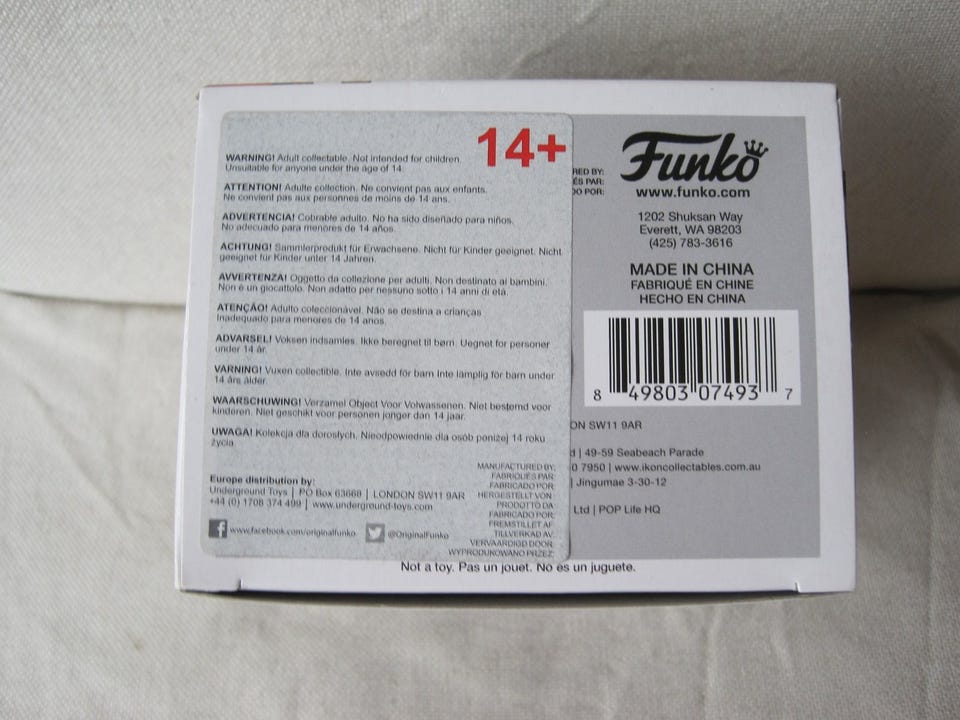 14+
WARNING! Adult collectable. Not intended for children.
Unsuitable for anyone under the age of 14.
ATTENTION! Adulte collection. Ne convient pas aux enfants.
Ne convient pas aux personnes de moins de 14 ans.
ADVERTENCIA! Cobrable adulto. No ha sido diseñado para niños.
No adecuado para menores de 14 años.
ACHTUNG! Sammlerprodukt für Erwachsene. Nicht für Kinder geeignet. Nicht
geeignet für Kinder unter 14 Jahren.
AVVERTENZA! Oggetto da collezione per adulti. Non destinato ai bambini.
Non è un giocattolo. Non adatto per nessuno sotto i 14 anni di età.
ATENÇÃO! Adulto coleccionável. Não se destina a crianças
Inadequado para menores de 14 anos.
ADVARSEL! Voksen indsamles. Ikke beregnet til børn. Uegnet for personer
under 14 år.
VARNING! Vuxen collectible. Inte avsedd för barn Inte lämplig för barn under
14 års ålder.
WAARSCHUWING! Verzamel Object Voor Volwassenen. Niet bestemd voor
kinderen. Niet geschikt voor personen jonger dan 14 jaar.
UWAGA! Kolekcja dla dorosłych. Nieodpowiednie dla osób poniżej 14 roku
życia.
Europe distribution by:
Underground Toys | PO Box 63668 | LONDON SW11 9AR
+44 (0) 1708 374 499 | www.underground-toys.com
www.facebook.com/originalfunko @OriginalFunko
MANUFACTURED BY:
FABRIQUÉS PAR:
FABRICADO POR:
HERGESTELLT VON:
PRODOTTO DA
FABRICADO POR:
FREMSTILLET AF
TILLVERKAD AV:
VERVAARDIGD DOOR:
WYPRODUKOWANO PRZEZ:
RED BY:
ÉS PAR:
DO POR:
Funko
www.funko.com
1202 Shuksan Way
Everett, WA 98203
(425) 783-3616
MADE IN CHINA
FABRIQUÉ EN CHINE
HECHO EN CHINA
8 49803 07493 7
ON SW11 9AR
d | 49-59 Seabeach Parade
0 7950 | www.ikoncollectables.com.au
| Jingumae 3-30-12
Ltd | POP Life HQ
Not a toy. Pas un jouet. No es un juguete.